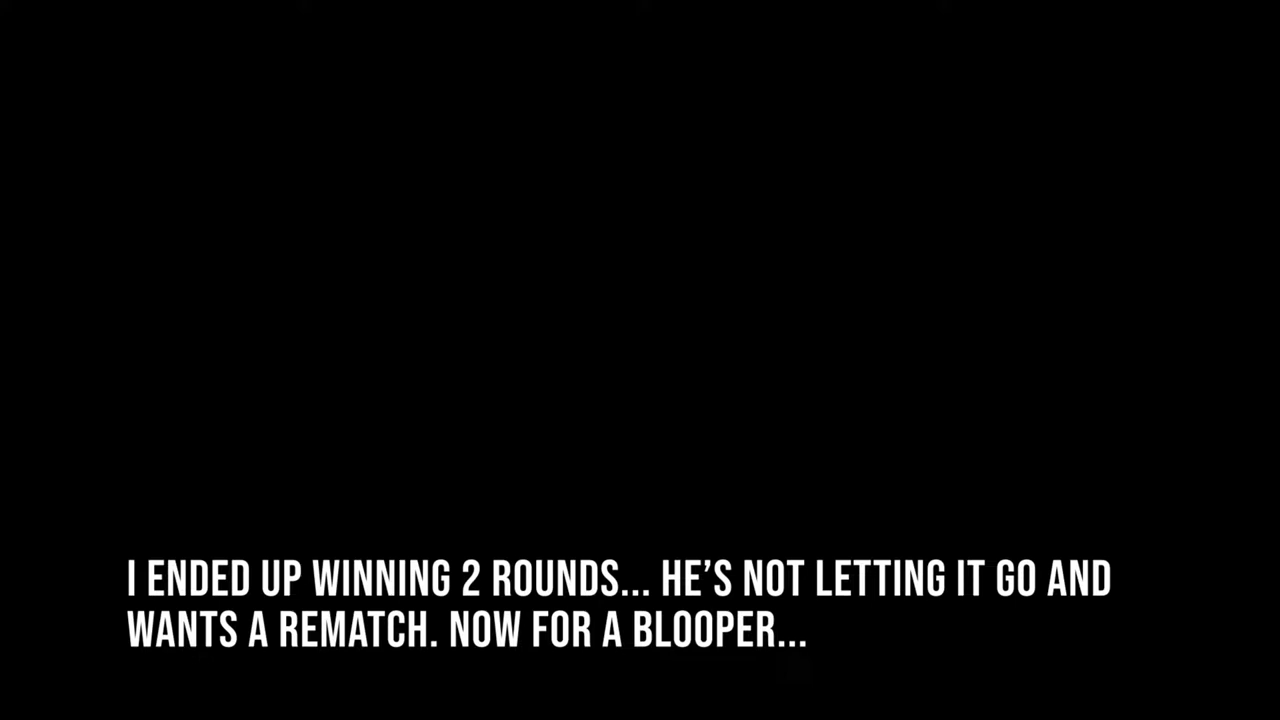 I ENDED UP WINNING 2 ROUNDS... HE’S NOT LETTING IT GO AND
WANTS A REMATCH. NOW FOR A BLOOPER...